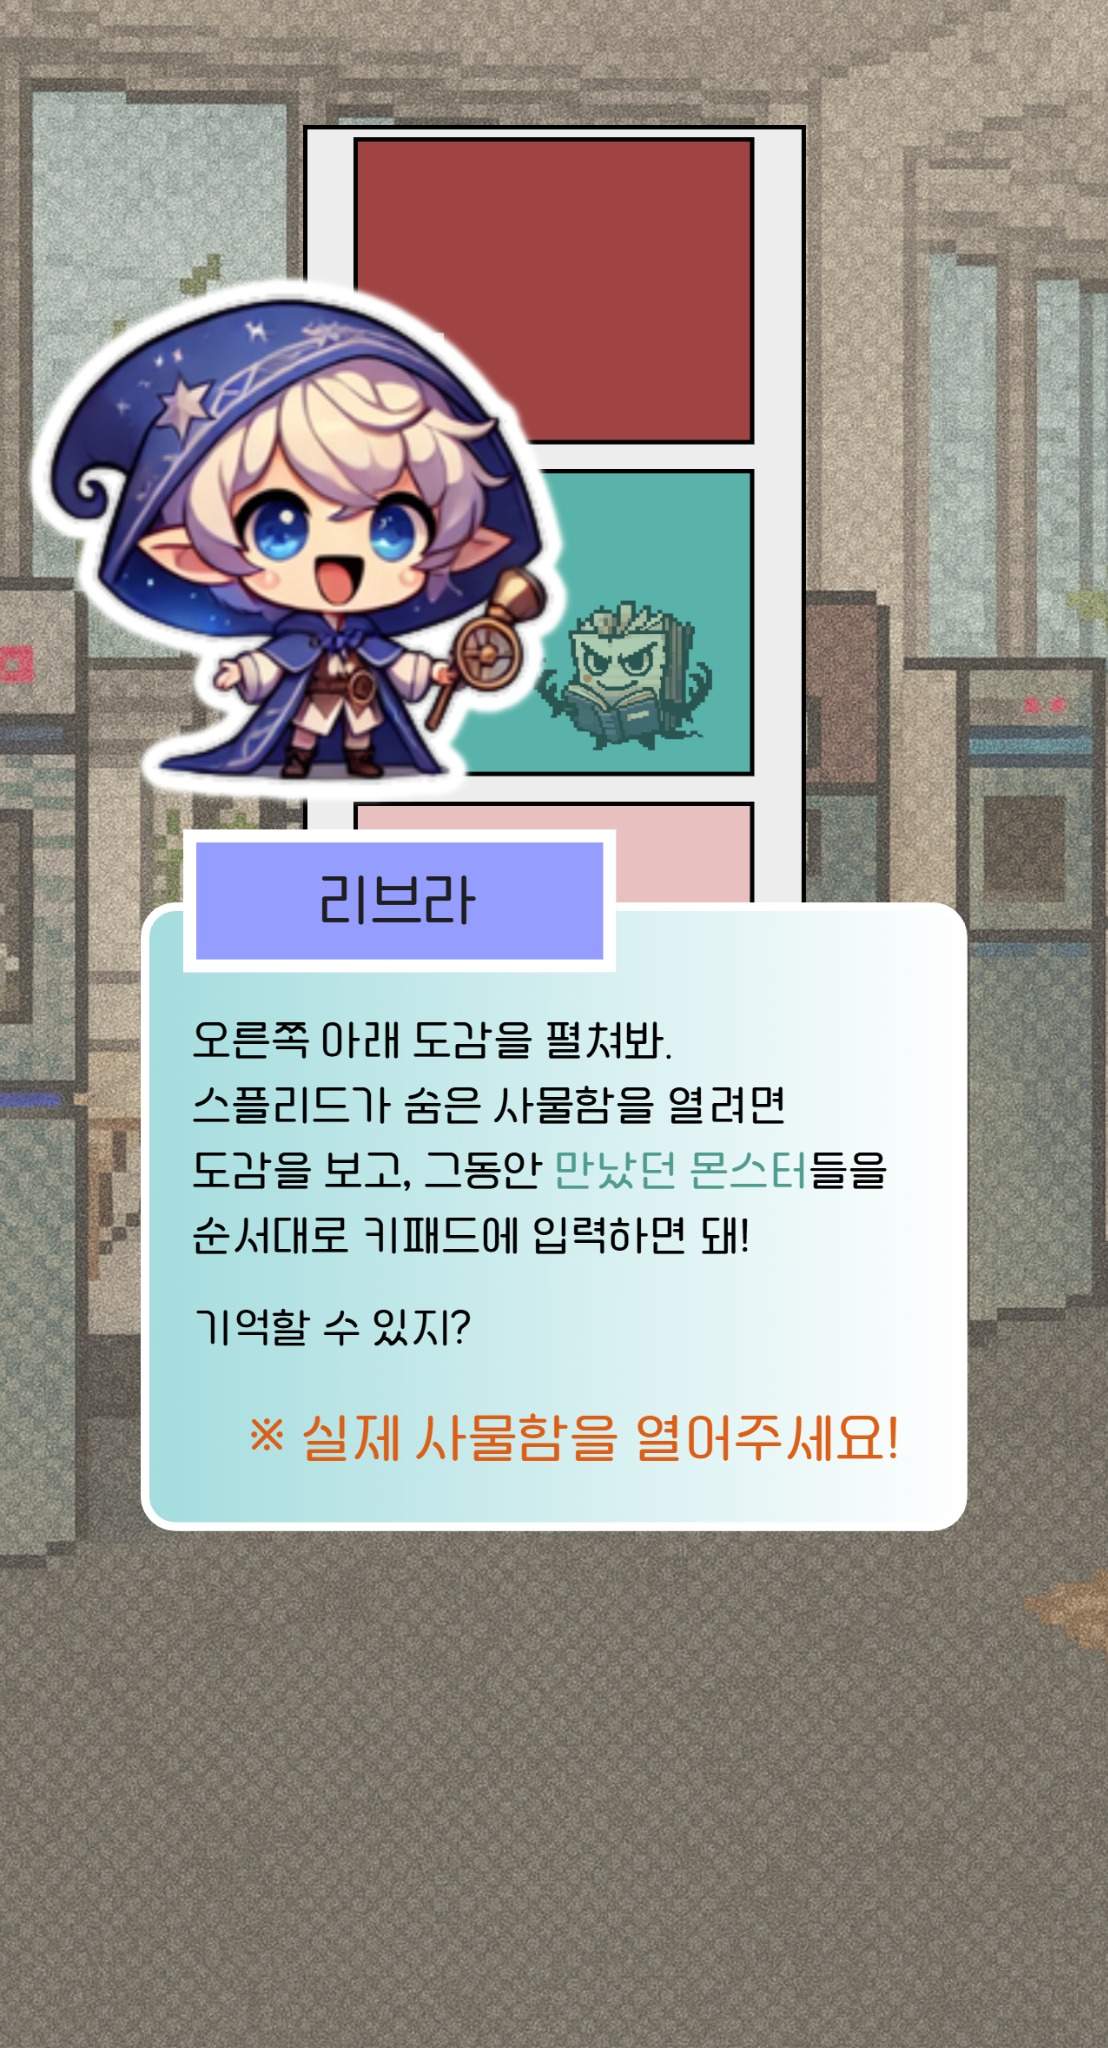 리브라
오른쪽 아래 도감을 펼쳐봐.
스플리드가 숨은 사물함을 열려면
도감을 보고, 그동안 만났던 몬스터들을
순서대로 키패드에 입력하면 돼!
기억할 수 있지?
※ 실제 사물함을 열어주세요!